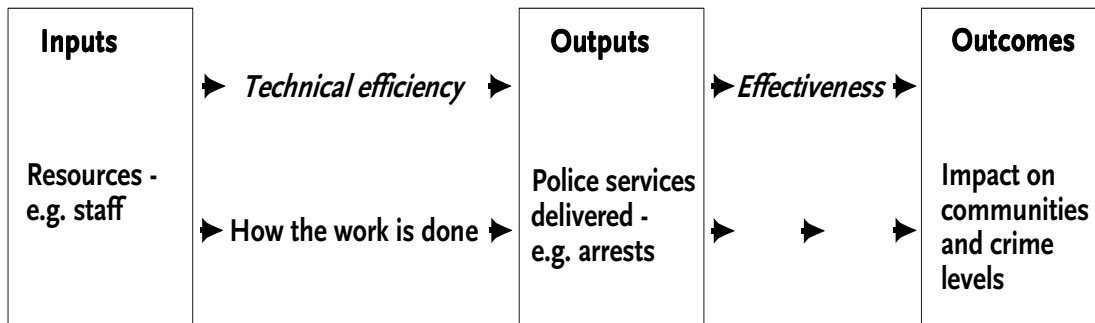 Inputs
Outputs
Outcomes
Technical efficiency
Effectiveness
Resources -
e.g. staff
How the work is done
Police services
delivered -
e.g. arrests
Impact on
communities
and crime
levels